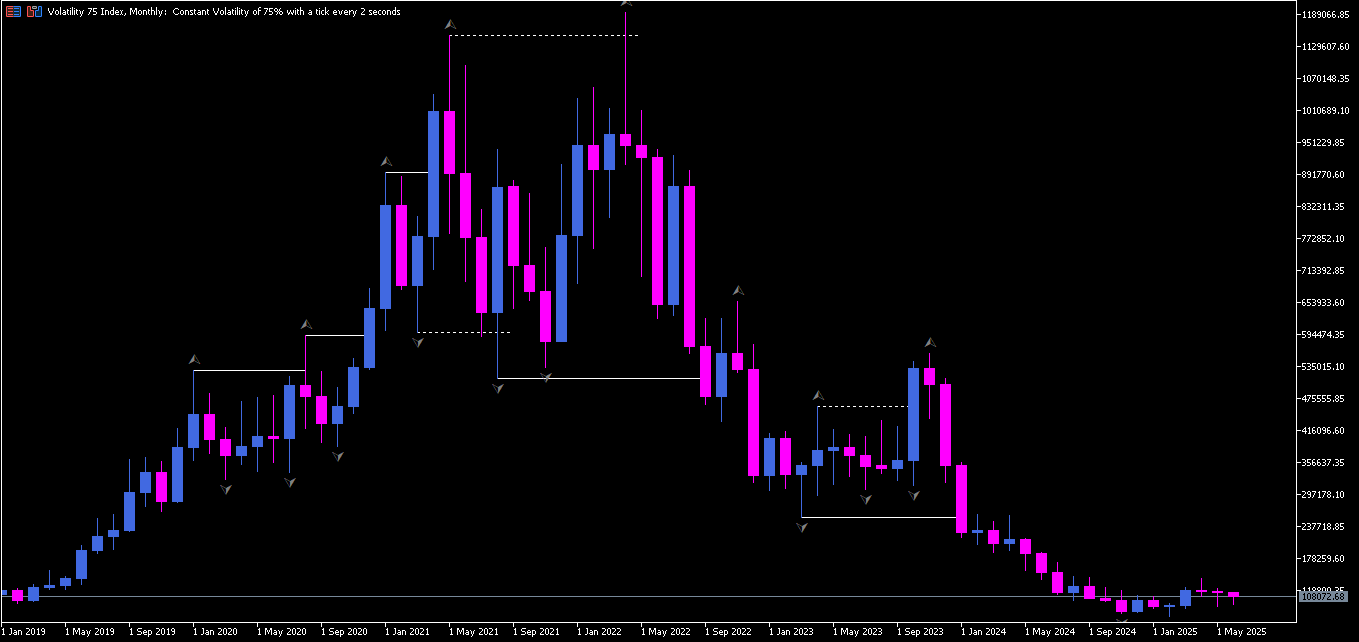 Volatility 75 Index, Monthly: Constant Volatility of 75% with a tick every 2 seconds
1189066.85
1129607.60
1070148.35
1010689.10
951229.85
891770.60
832311.35
772852.10
713392.85
653933.60
594474.35
535015.10
475555.85
416096.60
356637.35
297178.10
237718.85
178259.60
108072.68
1 Jan 2019
1 May 2019
1 Sep 2019
1 Jan 2020
1 May 2020
1 Sep 2020
1 Jan 2021
1 May 2021
1 Sep 2021
1 Jan 2022
1 May 2022
1 Sep 2022
1 Jan 2023
1 May 2023
1 Sep 2023
1 Jan 2024
1 May 2024
1 Sep 2024
1 Jan 2025
1 May 2025